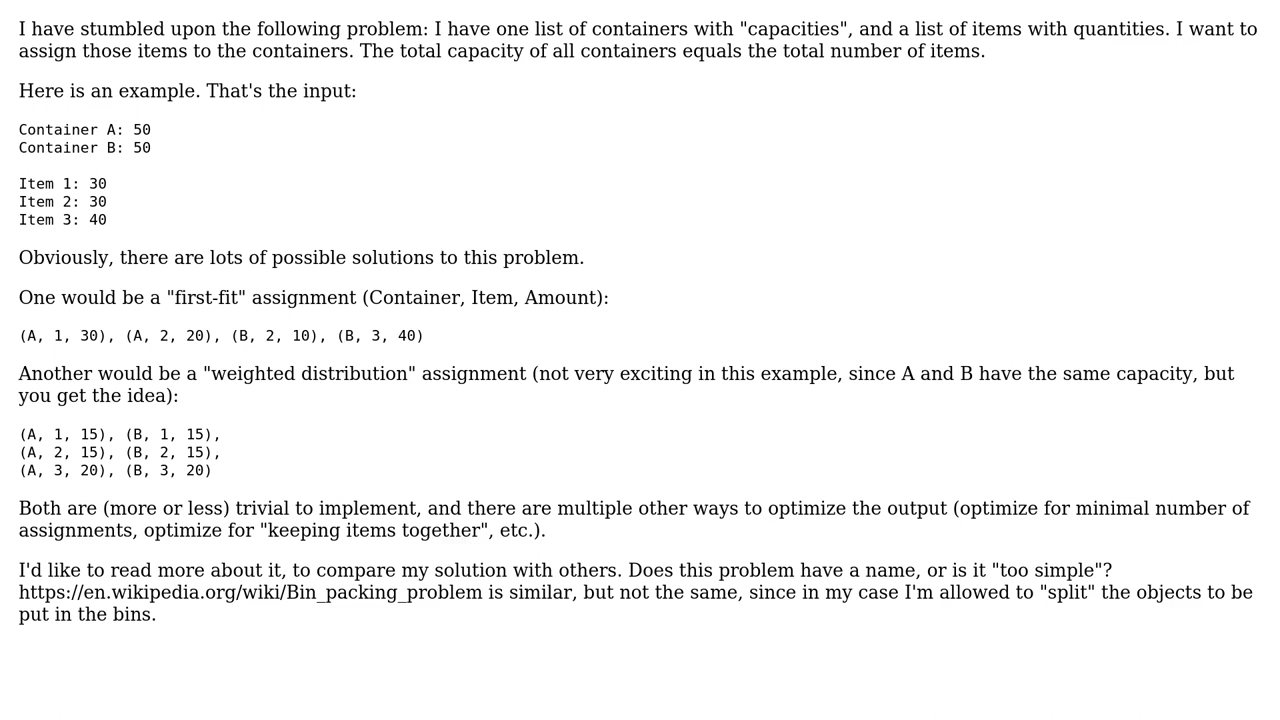 I have stumbled upon the following problem: I have one list of containers with "capacities", and a list of items with quantities. I want to
assign those items to the containers. The total capacity of all containers equals the total number of items.
Here is an example. That's the input:
Container A: 50
Container B: 50
Item 1: 30
Item 2: 30
Item 3: 40
Obviously, there are lots of possible solutions to this problem.
One would be a "first-fit" assignment (Container, Item, Amount):
(A, 1, 30), (A, 2, 20), (B, 2, 10), (B, 3, 40)
Another would be a "weighted distribution" assignment (not very exciting in this example, since A and B have the same capacity, but
you get the idea):
(A, 1, 15), (B, 1, 15),
(A, 2, 15), (B, 2, 15),
(A, 3, 20), (B, 3, 20)
Both are (more or less) trivial to implement, and there are multiple other ways to optimize the output (optimize for minimal number of
assignments, optimize for "keeping items together", etc.).
I'd like to read more about it, to compare my solution with others. Does this problem have a name, or is it "too simple"?
https://en.wikipedia.org/wiki/Bin_packing_problem is similar, but not the same, since in my case I'm allowed to "split" the objects to be
put in the bins.